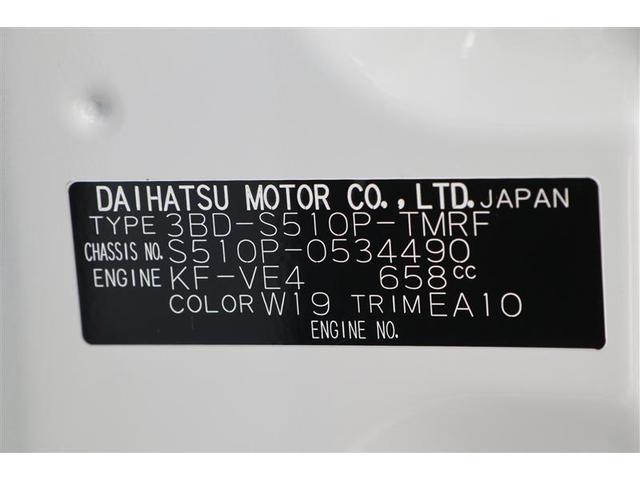 DAIHATSU MOTOR CO.,LTD. JAPAN
TYPE 3BD-S510P-TMRF
CHASSIS NO. S510P-0534490
ENGINE KF-VE4 658cc
COLOR W19 TRIM EA10
ENGINE NO.